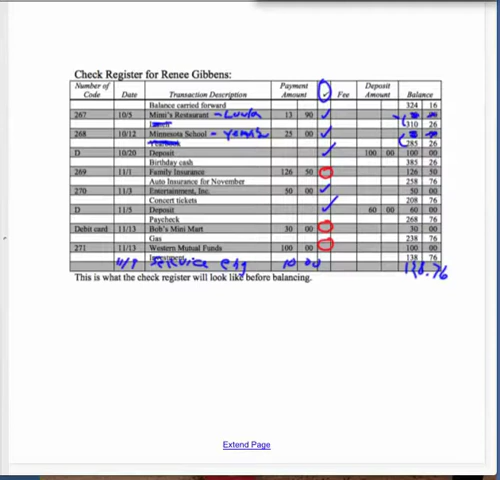 Check Register for Renee Gibbens:
Number of Code Date Transaction Description Payment Amount ✓ Fee Deposit Amount Balance
Balance carried forward 324 16
267 10/5 Mimi's Restaurant 13 90 ✓
310 26
268 10/12 Minnesota School 25 00 ✓
285 26
D 10/20 Deposit ✓ 100 00 100 00
Birthday cash 385 26
269 11/1 Family Insurance 126 50 126 50
Auto Insurance for November 258 76
270 11/3 Entertainment, Inc. 50 00 ✓ 50 00
Concert tickets 208 76
D 11/5 Deposit ✓ 60 00 60 00
Paycheck 268 76
Debit card 11/13 Bob's Mini Mart 30 00 30 00
Gas 238 76
271 11/13 Western Mutual Funds 100 00 100 00
Investment 138 76
Service chg 10 00 128.76
This is what the check register will look like before balancing.
Extend Page